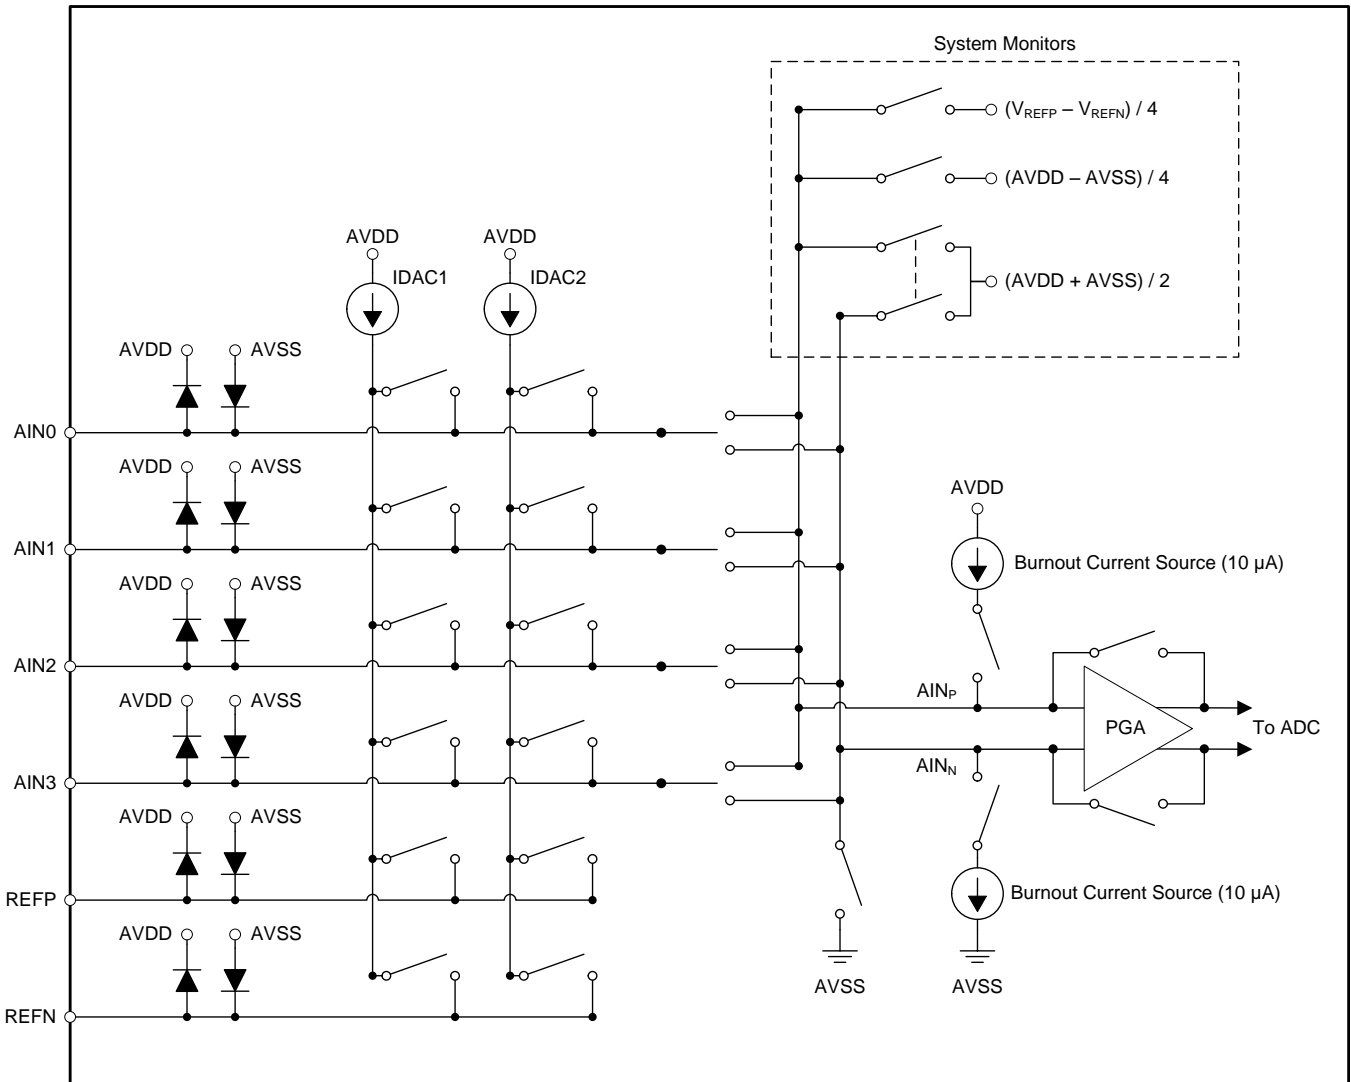 System Monitors
(VREFP – VREFN) / 4
(AVDD – AVSS) / 4
(AVDD + AVSS) / 2
AVDD
AVDD
IDAC1
IDAC2
AVDD
AVSS
AIN0
AVDD
AVSS
AIN1
AVDD
AVSS
AIN2
AVDD
AVSS
AIN3
AVDD
AVSS
REFP
AVDD
AVSS
REFN
AVDD
Burnout Current Source (10 µA)
AINP
PGA
To ADC
AINN
Burnout Current Source (10 µA)
AVSS
AVSS